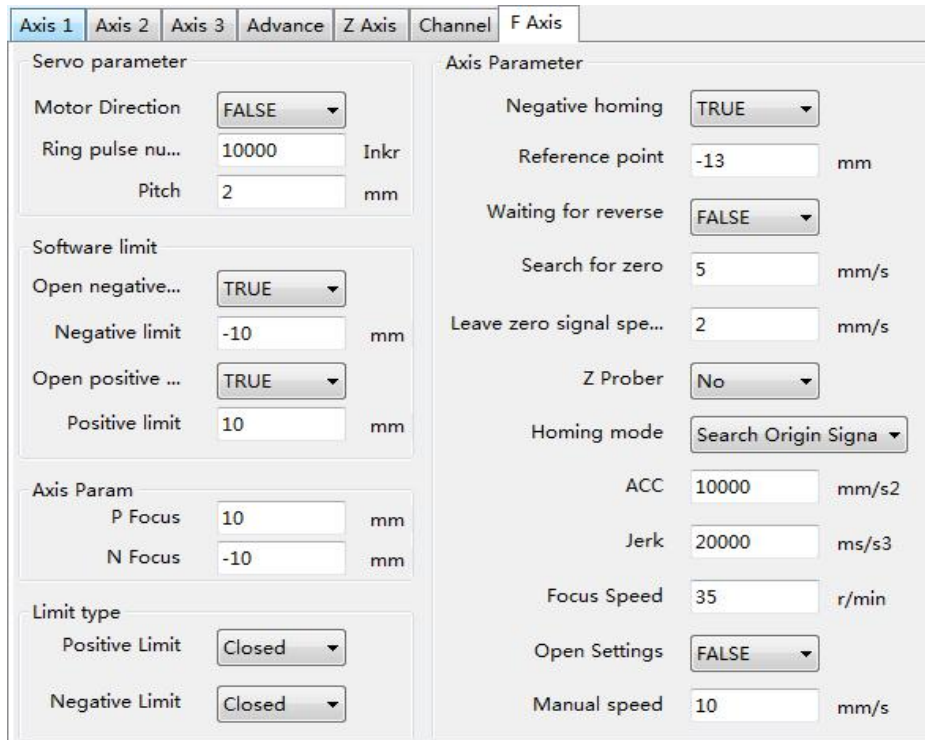 Axis 1 Axis 2 Axis 3 Advance Z Axis Channel F Axis
Servo parameter
Motor Direction FALSE
Ring pulse nu... 10000 Inkr
Pitch 2 mm
Software limit
Open negative... TRUE
Negative limit -10 mm
Open positive ... TRUE
Positive limit 10 mm
Axis Param
P Focus 10 mm
N Focus -10 mm
Limit type
Positive Limit Closed
Negative Limit Closed
Axis Parameter
Negative homing TRUE
Reference point -13 mm
Waiting for reverse FALSE
Search for zero 5 mm/s
Leave zero signal spe... 2 mm/s
Z Prober No
Homing mode Search Origin Signa
ACC 10000 mm/s2
Jerk 20000 ms/s3
Focus Speed 35 r/min
Open Settings FALSE
Manual speed 10 mm/s